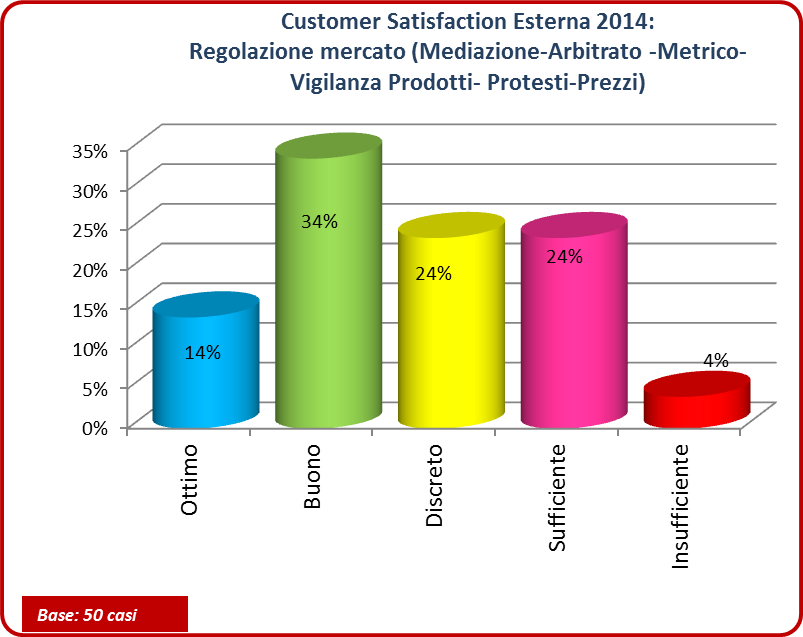 Customer Satisfaction Esterna 2014:
Regolazione mercato (Mediazione-Arbitrato -Metrico-
Vigilanza Prodotti- Protesti-Prezzi)
35%
30%
25%
20%
15%
10%
5%
0%
14%
34%
24%
24%
4%
Ottimo
Buono
Discreto
Sufficiente
Insufficiente
Base: 50 casi